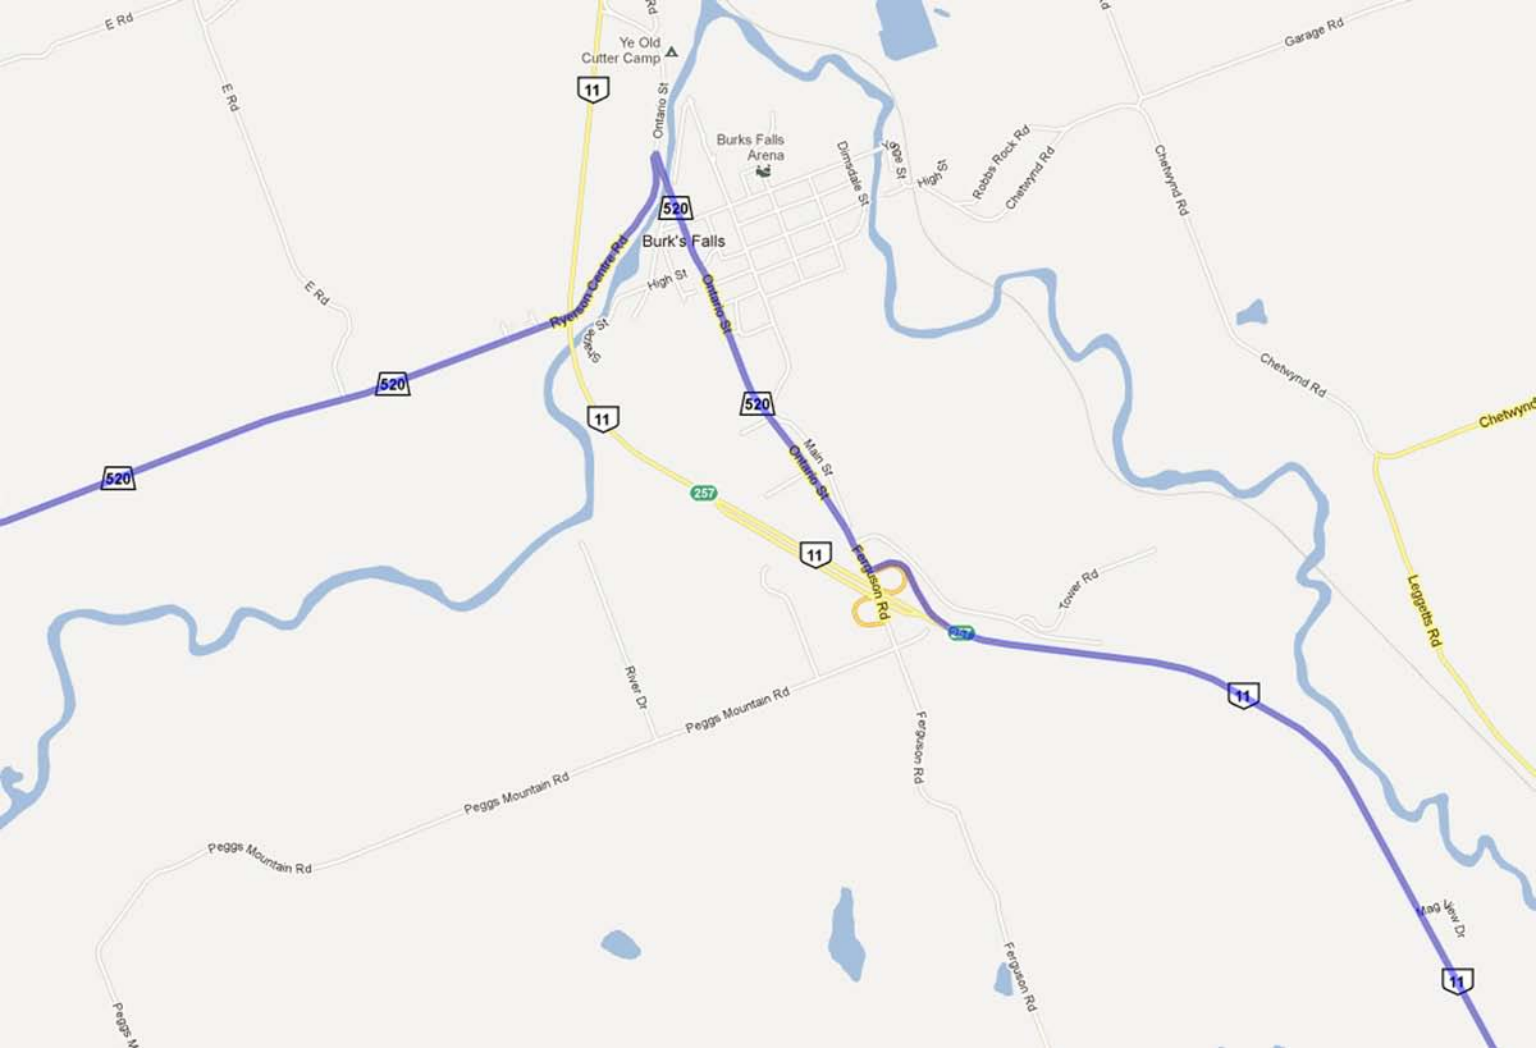 E Rd
Rd
Rd
Garage Rd
Ye Old
Cutter Camp
11
E Rd
Ontario St
Burks Falls
Arena
Dimsdale St
High St
Robbs Rock Rd
Chetwynd Rd
Chetwynd Rd
520
Burk's Falls
Ryerson Centre Rd
High St
Ontario St
E Rd
520
Chetwynd Rd
520
11
Chetwynd
Main St
Ontario St
520
257
11
Ferguson Rd
Tower Rd
Leggetts Rd
257
River Dr
Peggs Mountain Rd
11
Ferguson Rd
Peggs Mountain Rd
Peggs Mountain Rd
Ferguson Rd
11
Peggs M